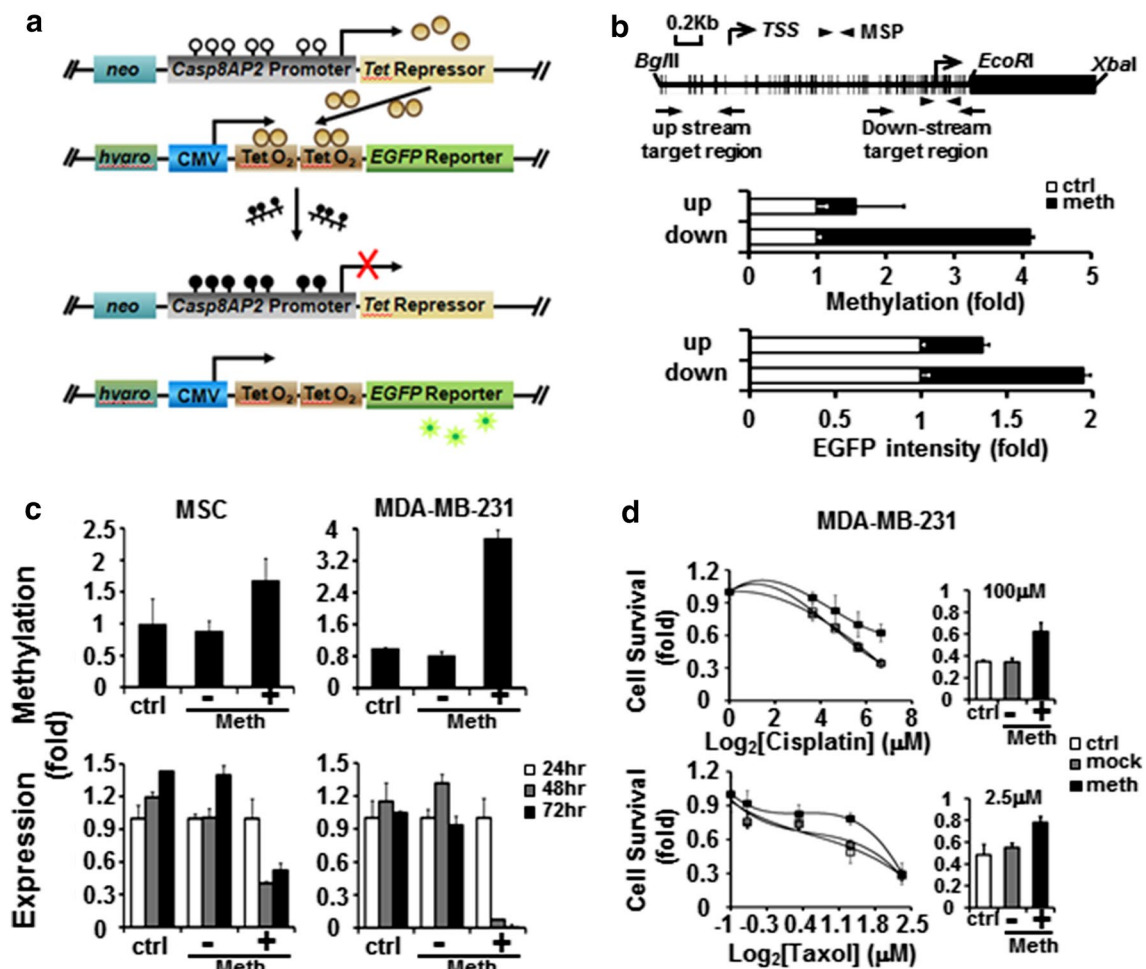 a
neo
Casp8AP2 Promoter
Tet Repressor
hygro
CMV
Tet O2
Tet O2
EGFP Reporter
neo
Casp8AP2 Promoter
Tet Repressor
hygro
CMV
Tet O2
Tet O2
EGFP Reporter
b
0.2Kb
TSS
MSP
BglII
EcoRI
XbaI
up stream
target region
Down-stream
target region
ctrl
meth
up
down
0 1 2 3 4 5
Methylation (fold)
up
down
0 0.5 1 1.5 2
EGFP intensity (fold)
c
MSC
MDA-MB-231
Methylation
(fold)
2.5
2
1.5
1
0.5
0
ctrl - +
Meth
4
3.2
2.4
1.6
0.8
0
ctrl - +
Meth
Expression
1.5
1.2
0.9
0.6
0.3
0
ctrl - +
Meth
1.5
1.2
0.9
0.6
0.3
0
ctrl - +
Meth
24hr
48hr
72hr
d
MDA-MB-231
Cell Survival
(fold)
1.2
0.9
0.6
0.3
0
0 2 4 6 8
Log2[Cisplatin] (µM)
100µM
1
0.8
0.6
0.4
0.2
0
ctrl - +
Meth
ctrl
mock
meth
Cell Survival
(fold)
1.2
0.9
0.6
0.3
0
-1 -0.3 0.4 1.1 1.8 2.5
Log2[Taxol] (µM)
2.5µM
1
0.8
0.6
0.4
0.2
0
ctrl - +
Meth